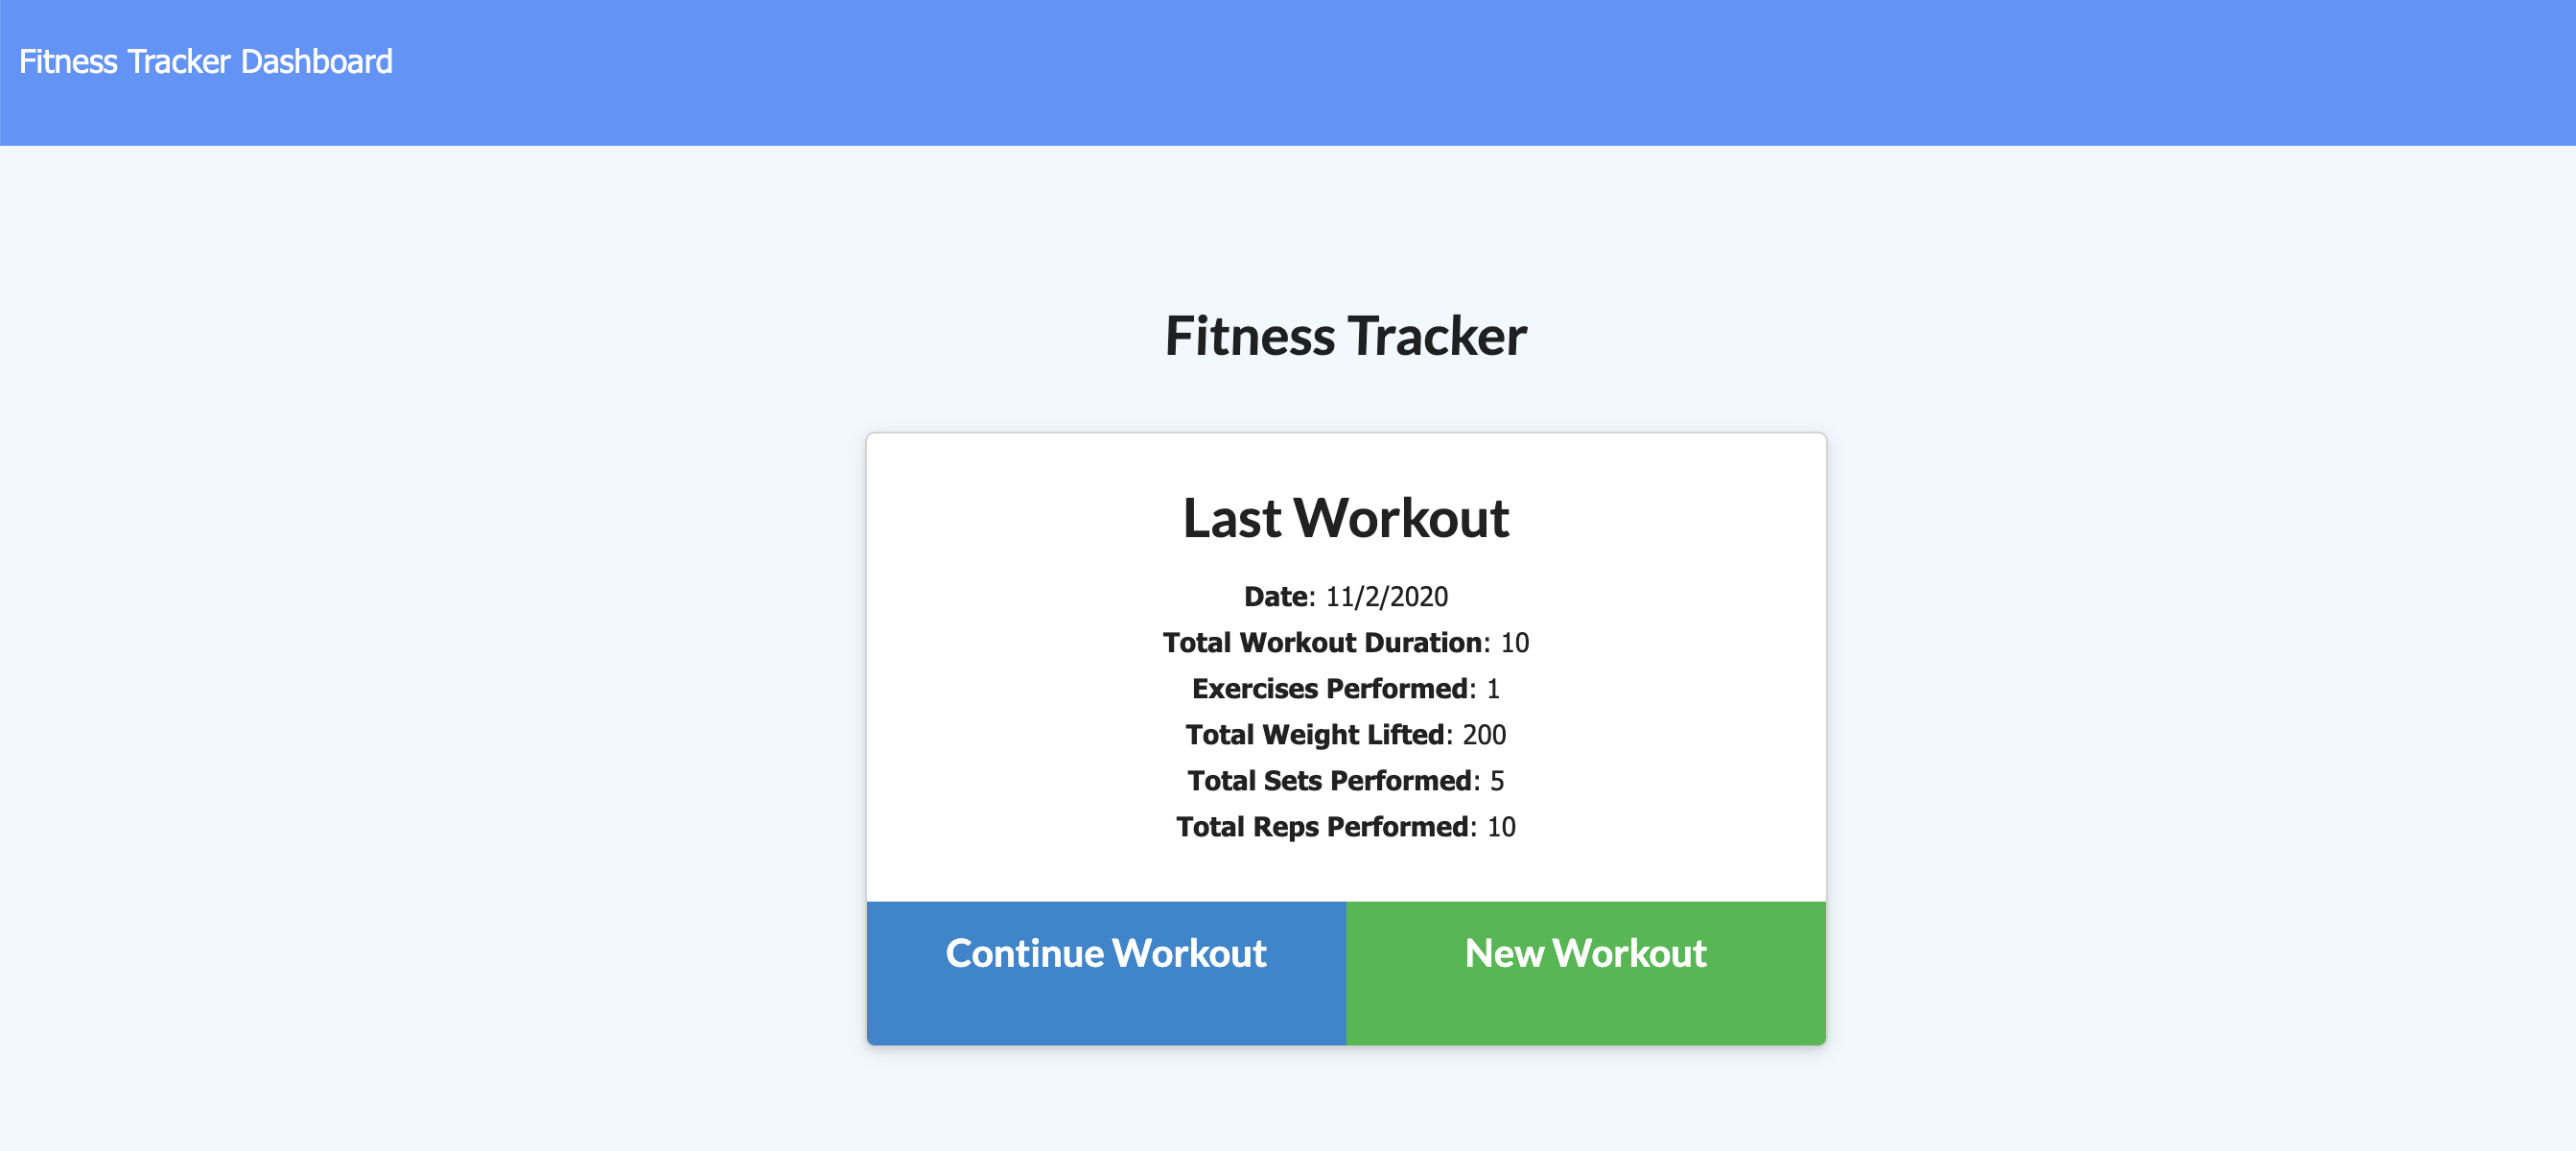 Fitness Tracker Dashboard
Fitness Tracker
Last Workout
Date: 11/2/2020
Total Workout Duration: 10
Exercises Performed: 1
Total Weight Lifted: 200
Total Sets Performed: 5
Total Reps Performed: 10
Continue Workout
New Workout